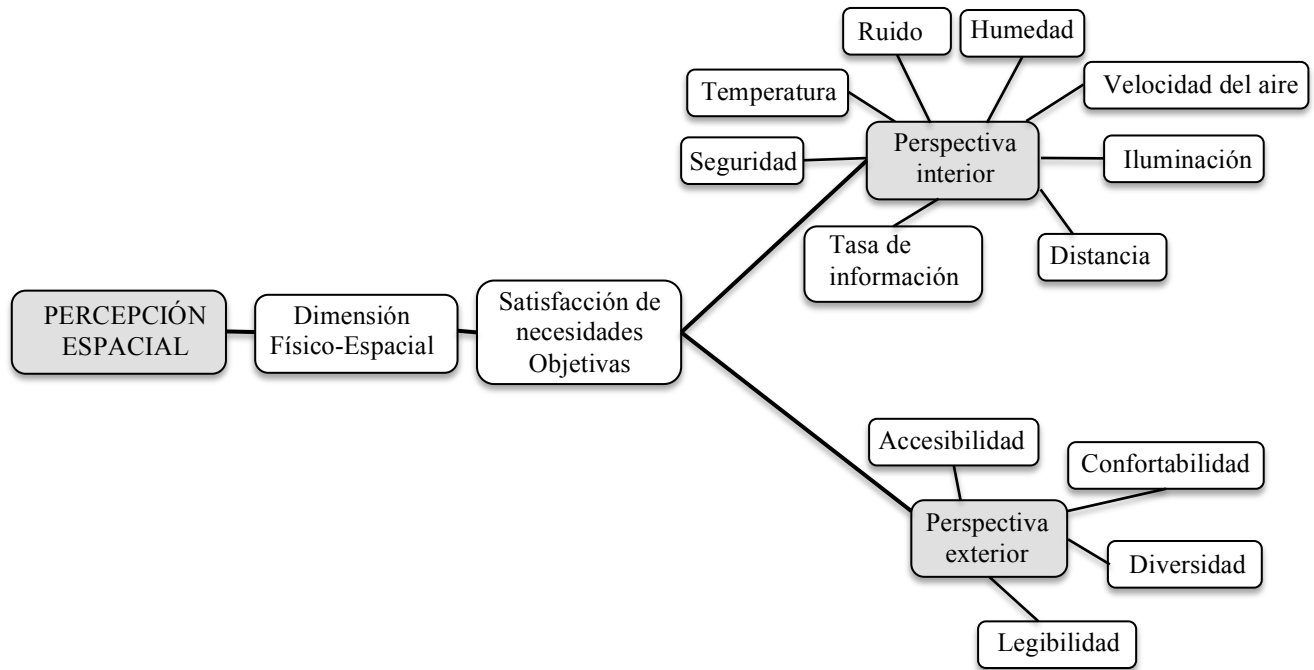 PERCEPCIÓN
ESPACIAL
Dimensión
Físico-Espacial
Satisfacción de
necesidades
Objetivas
Perspectiva
interior
Ruido
Humedad
Temperatura
Velocidad del aire
Seguridad
Iluminación
Tasa de
información
Distancia
Perspectiva
exterior
Accesibilidad
Confortabilidad
Diversidad
Legibilidad